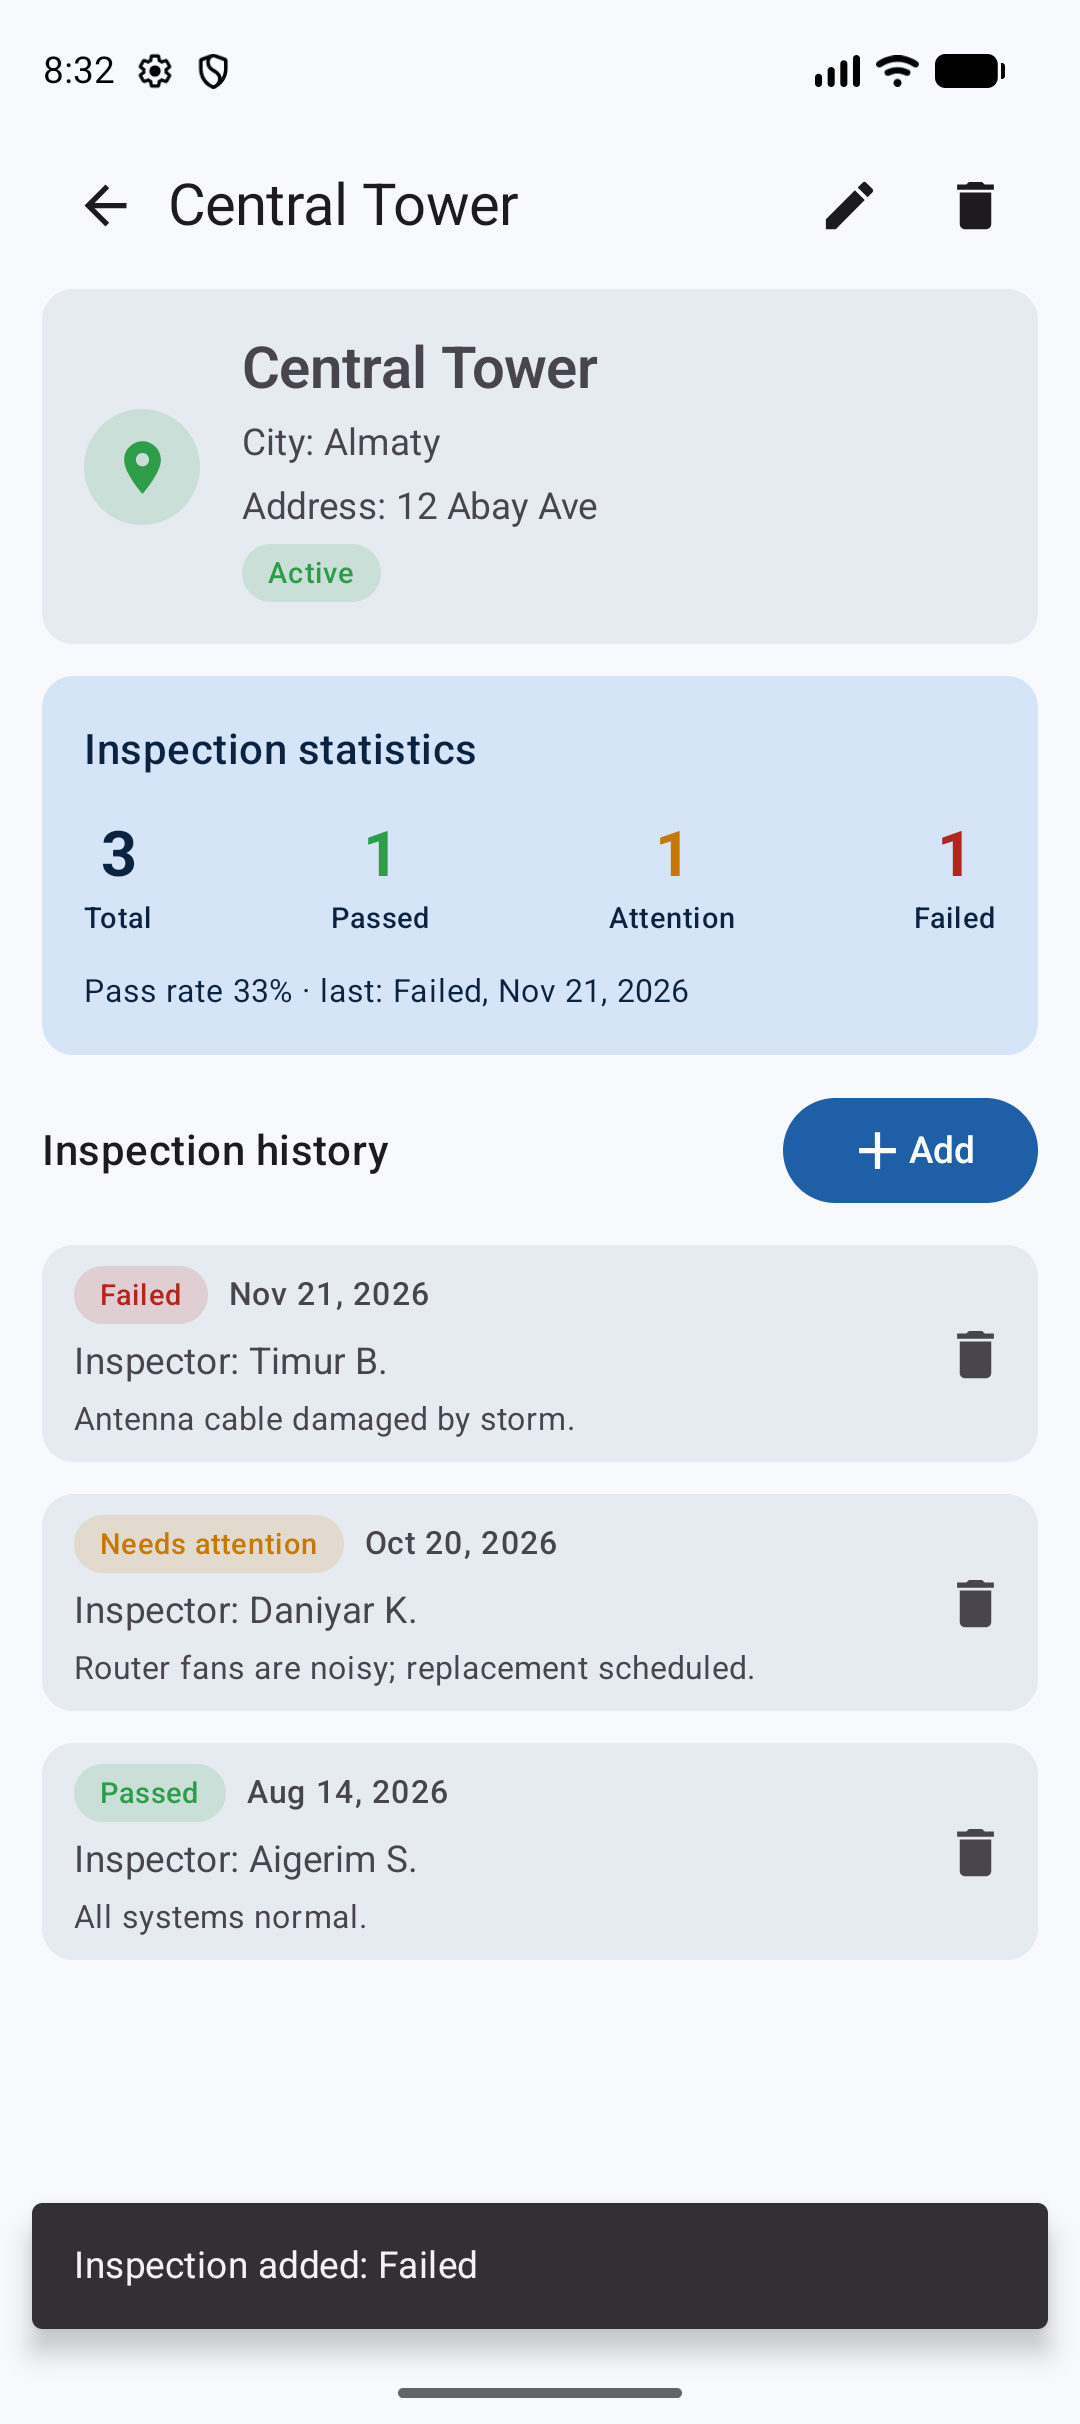 8:32
Central Tower
Central Tower
City: Almaty
Address: 12 Abay Ave
Active
Inspection statistics
3 1 1 1
Total Passed Attention Failed
Pass rate 33% · last: Failed, Nov 21, 2026
Inspection history
Add
Failed Nov 21, 2026
Inspector: Timur B.
Antenna cable damaged by storm.
Needs attention Oct 20, 2026
Inspector: Daniyar K.
Router fans are noisy; replacement scheduled.
Passed Aug 14, 2026
Inspector: Aigerim S.
All systems normal.
Inspection added: Failed